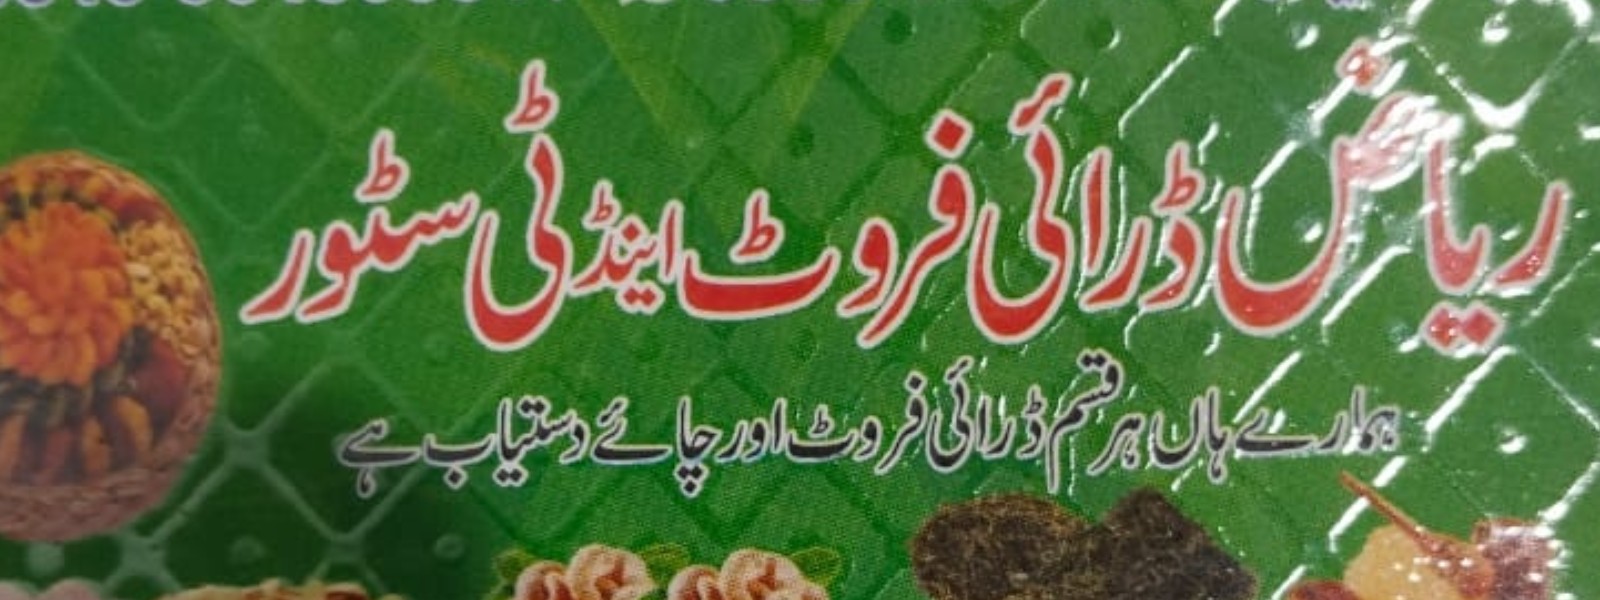 ریاض ڈرائی فروٹ اینڈ ٹی سٹور
ہمارے ہاں ہر قسم ڈرائی فروٹ اور چائے دستیاب ہے